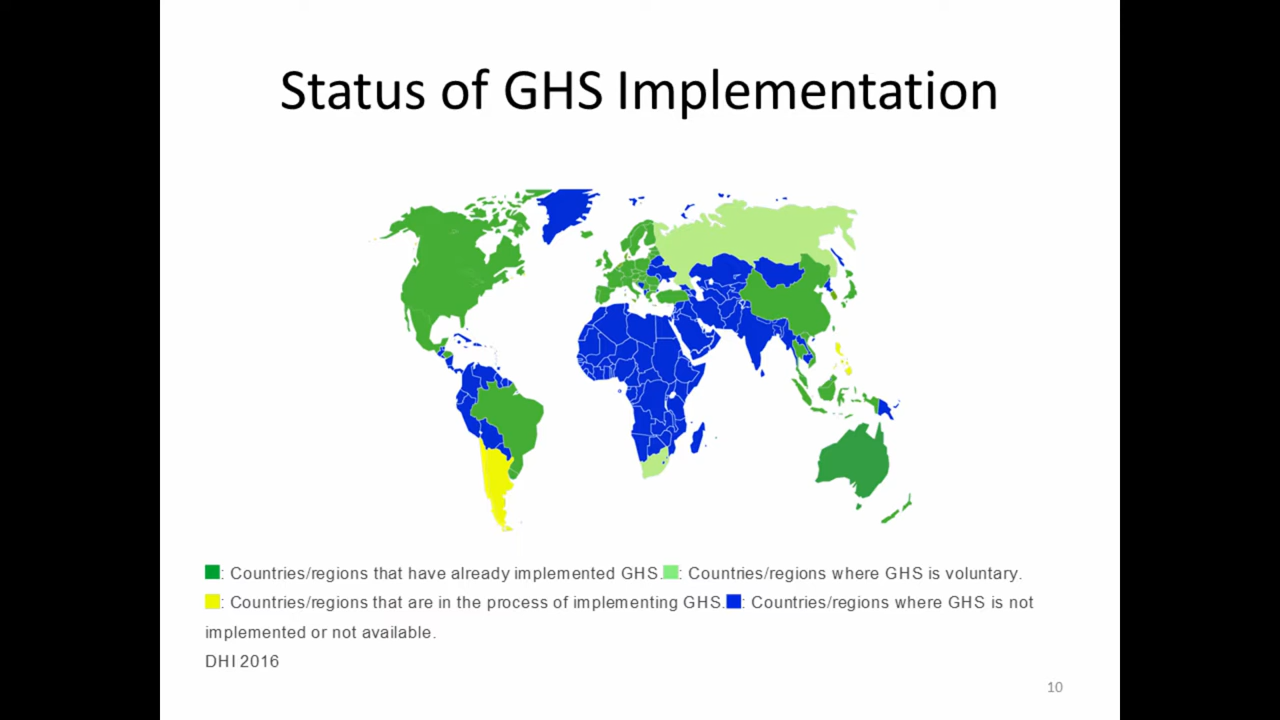 Status of GHS Implementation
: Countries/regions that have already implemented GHS. : Countries/regions where GHS is voluntary.
: Countries/regions that are in the process of implementing GHS. : Countries/regions where GHS is not
implemented or not available.
DHI 2016
10